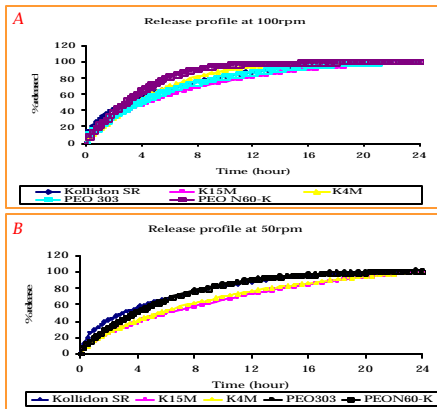 A
Release profile at 100rpm
120
100
80
60
40
20
0
0 4 8 12 16 20 24
Time (hour)
Kollidon SR K15M K4M
PEO 303 PEO N60-K
B
Release profile at 50rpm
120
100
80
60
40
20
0
0 4 8 12 16 20 24
Time (hour)
Kollidon SR K15M K4M PEO303 PEON60-K